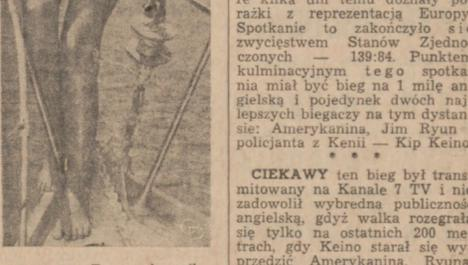 re kilka dni temu doznały po-
rażki z reprezentacją Europy
Spotkanie to zakończyło się
zwycięstwem Stanów Zjedno
czonych — 139:84. Punktem
kulminacyjnym tego spotka
nia miał być bieg na 1 milę an
gielską i pojedynek dwóch naj
lepszych biegaczy na tym dystan
sie: Amerykanina, Jim Ryun -
policjanta z Kenii — Kip Keino
* * *
CIEKAWY ten bieg był trans
mitowany na Kanale 7 TV i nie
zadowolił wybredna publicznoś
angielską, gdyż walka rozegrała
się tylko na ostatnich 200 me
trach, gdy Keino starał się wy
przedzić Amerykanina Ryuna